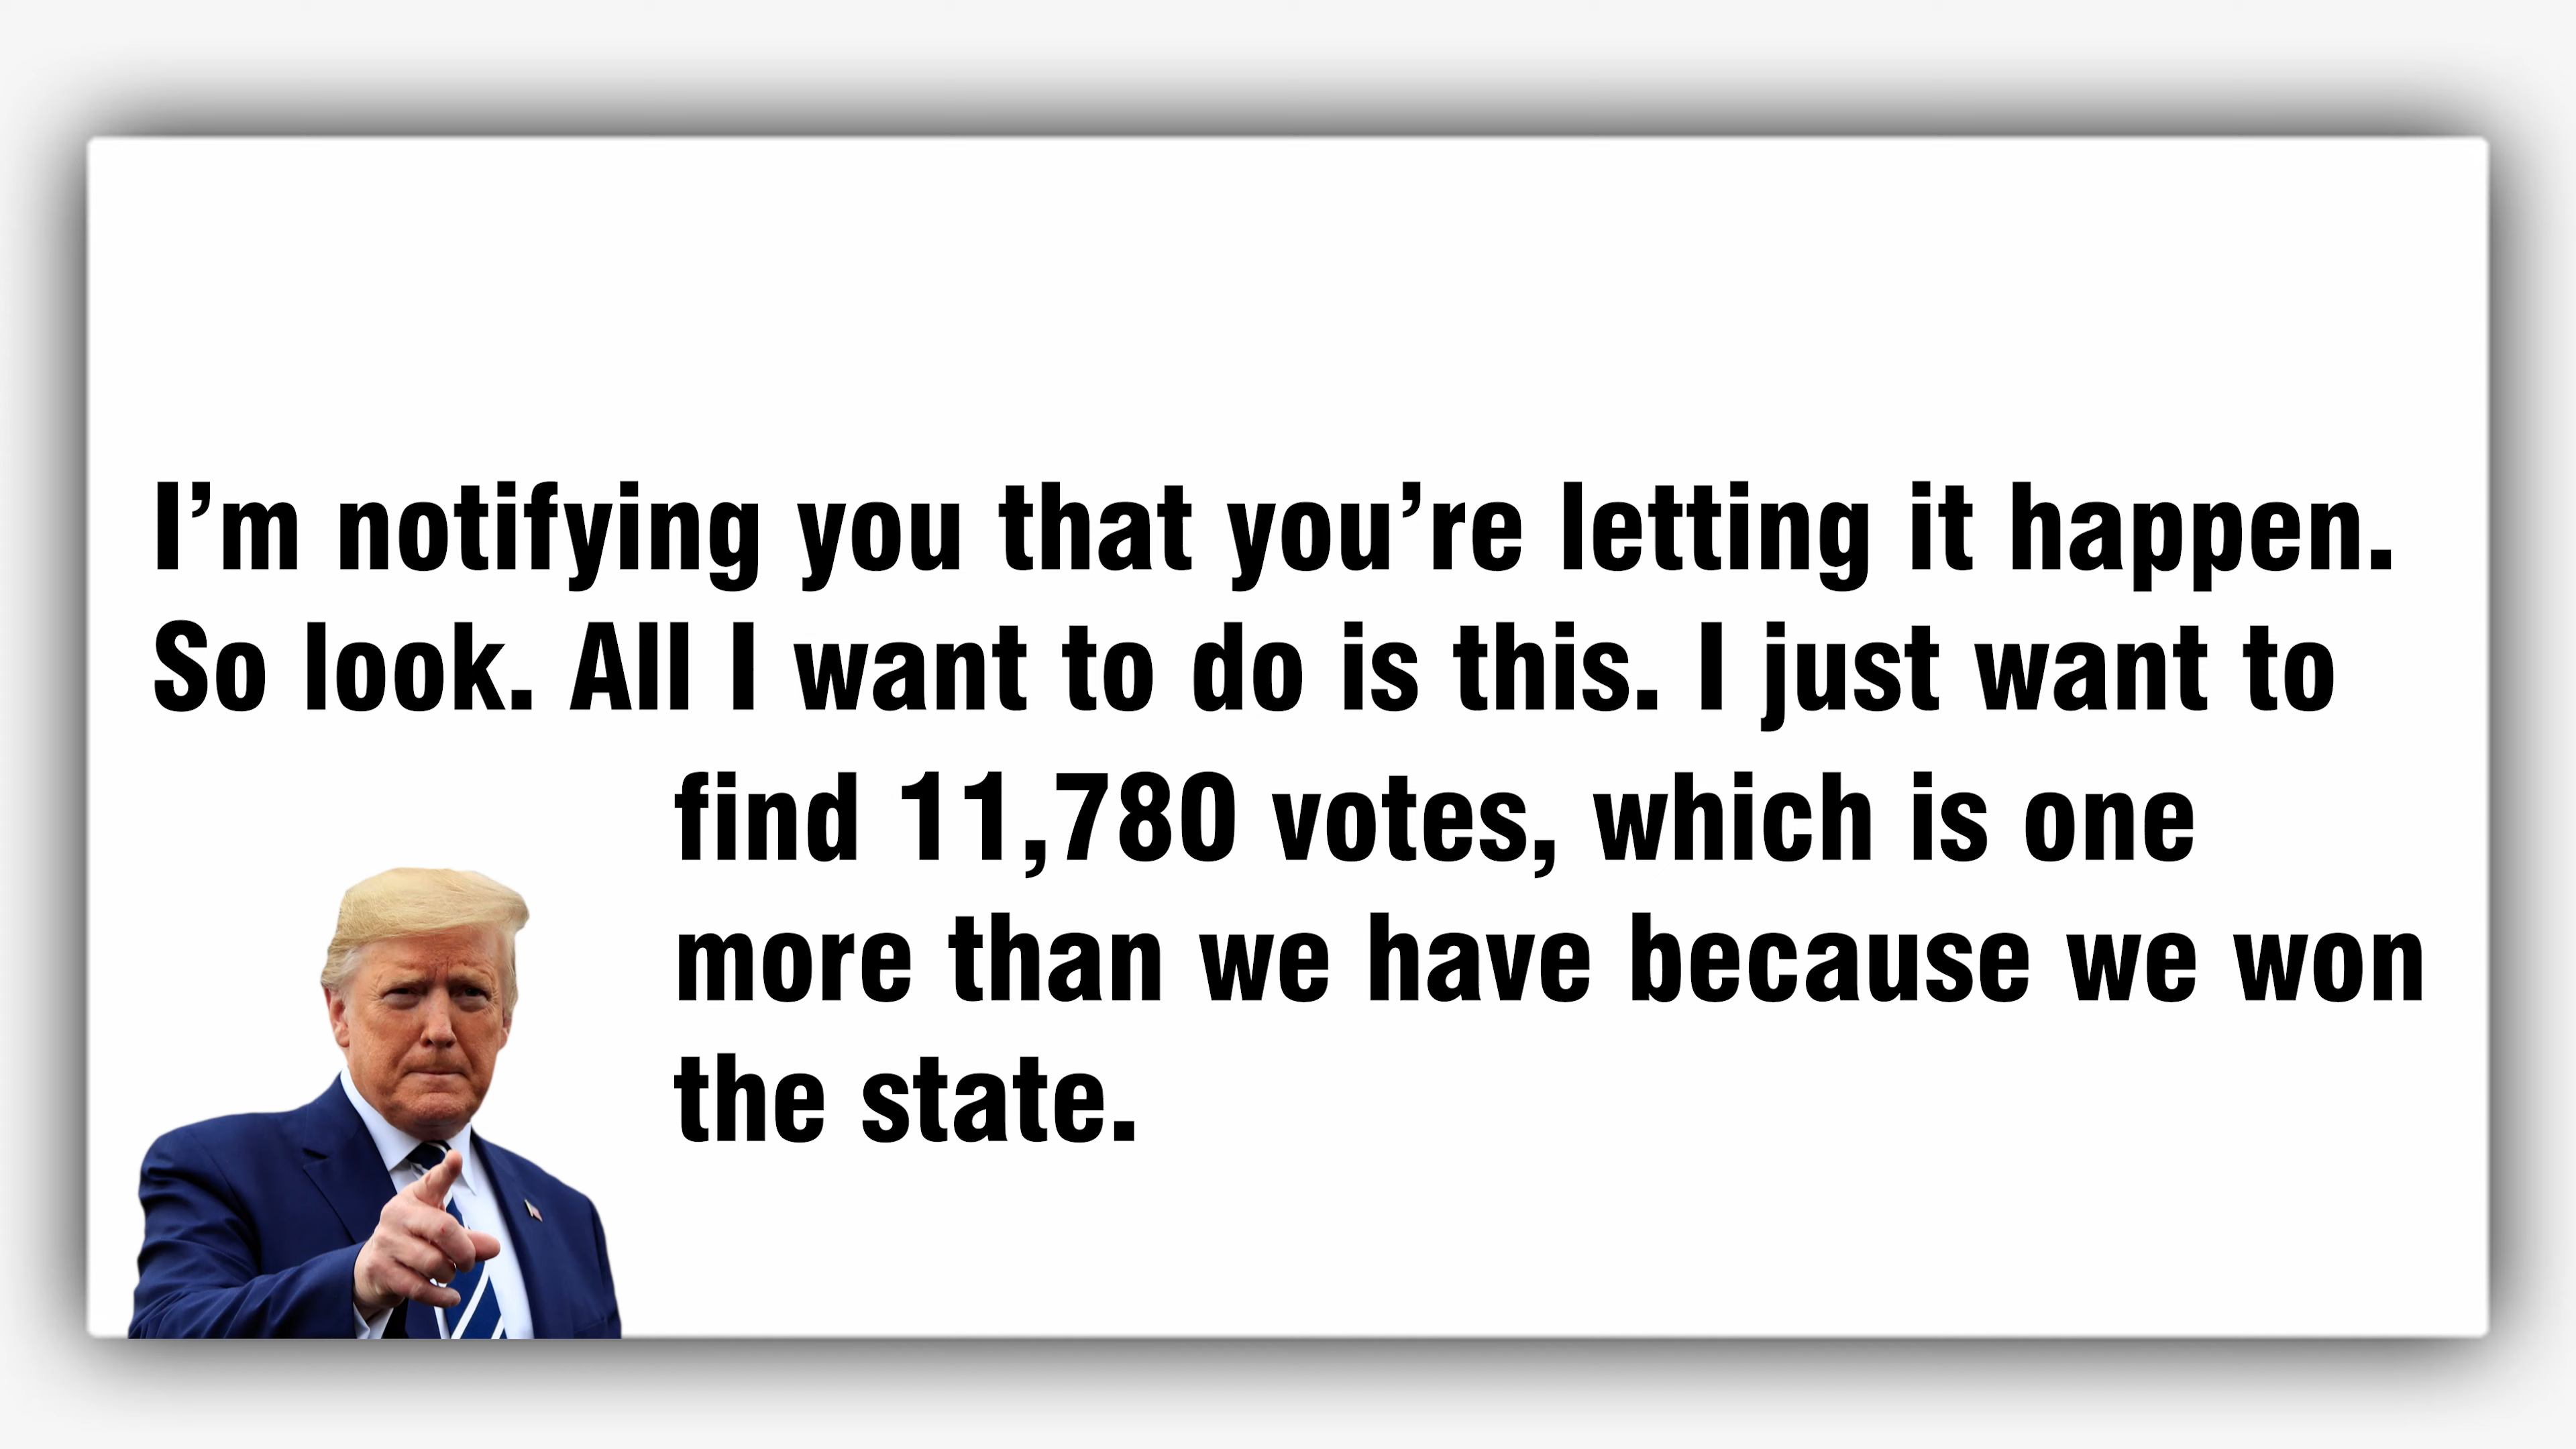 I’m notifying you that you’re letting it happen.
So look. All I want to do is this. I just want to
find 11,780 votes, which is one
more than we have because we won
the state.